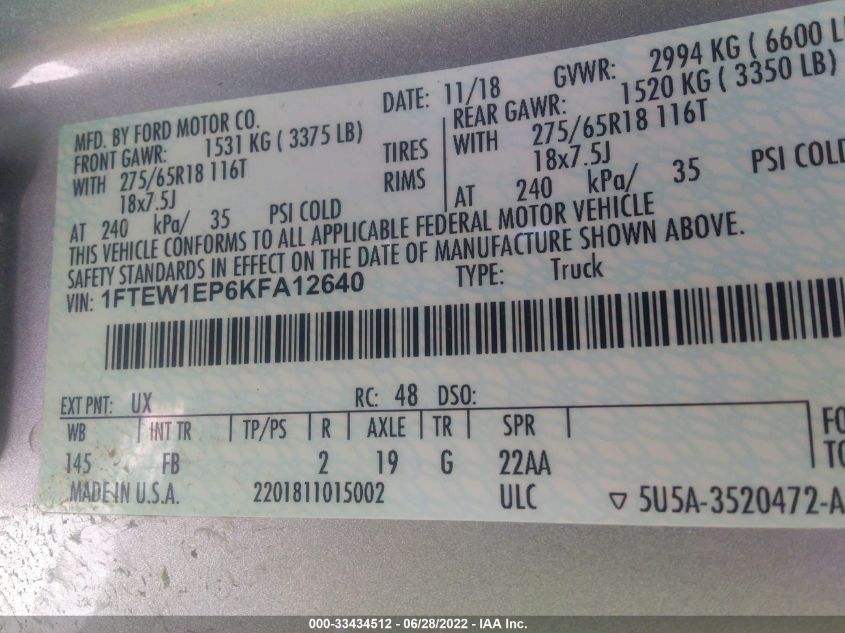 MFD. BY FORD MOTOR CO.
DATE: 11/18
GVWR: 2994 KG ( 6600 L
FRONT GAWR: 1531 KG ( 3375 LB)
REAR GAWR: 1520 KG ( 3350 LB)
WITH 275/65R18 116T
TIRES
WITH 275/65R18 116T
18x7.5J
RIMS
18x7.5J
AT 240 kPa/ 35 PSI COLD
AT 240 kPa/ 35 PSI COLD
THIS VEHICLE CONFORMS TO ALL APPLICABLE FEDERAL MOTOR VEHICLE
SAFETY STANDARDS IN EFFECT ON THE DATE OF MANUFACTURE SHOWN ABOVE.
VIN: 1FTEW1EP6KFA12640
TYPE: Truck
EXT PNT: UX RC: 48 DSO:
WB | INT TR | TP/PS | R | AXLE | TR | SPR | FO
145 FB 2 19 G 22AA TO
MADE IN U.S.A. 2201811015002 ULC ▽ 5U5A-3520472-A
000-33434512 - 06/28/2022 - IAA Inc.